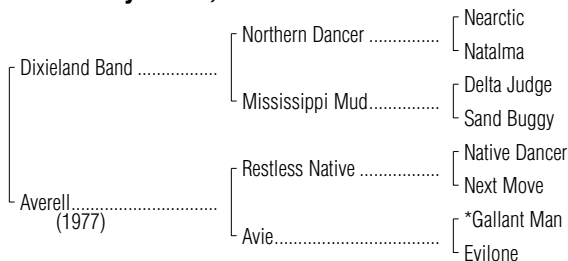 Nearctic
Northern Dancer ...............
Natalma
Dixieland Band .................
Delta Judge
Mississippi Mud...............
Sand Buggy
Native Dancer
Restless Native .................
Next Move
Averell...............................
(1977)
*Gallant Man
Avie...................................
Evilone